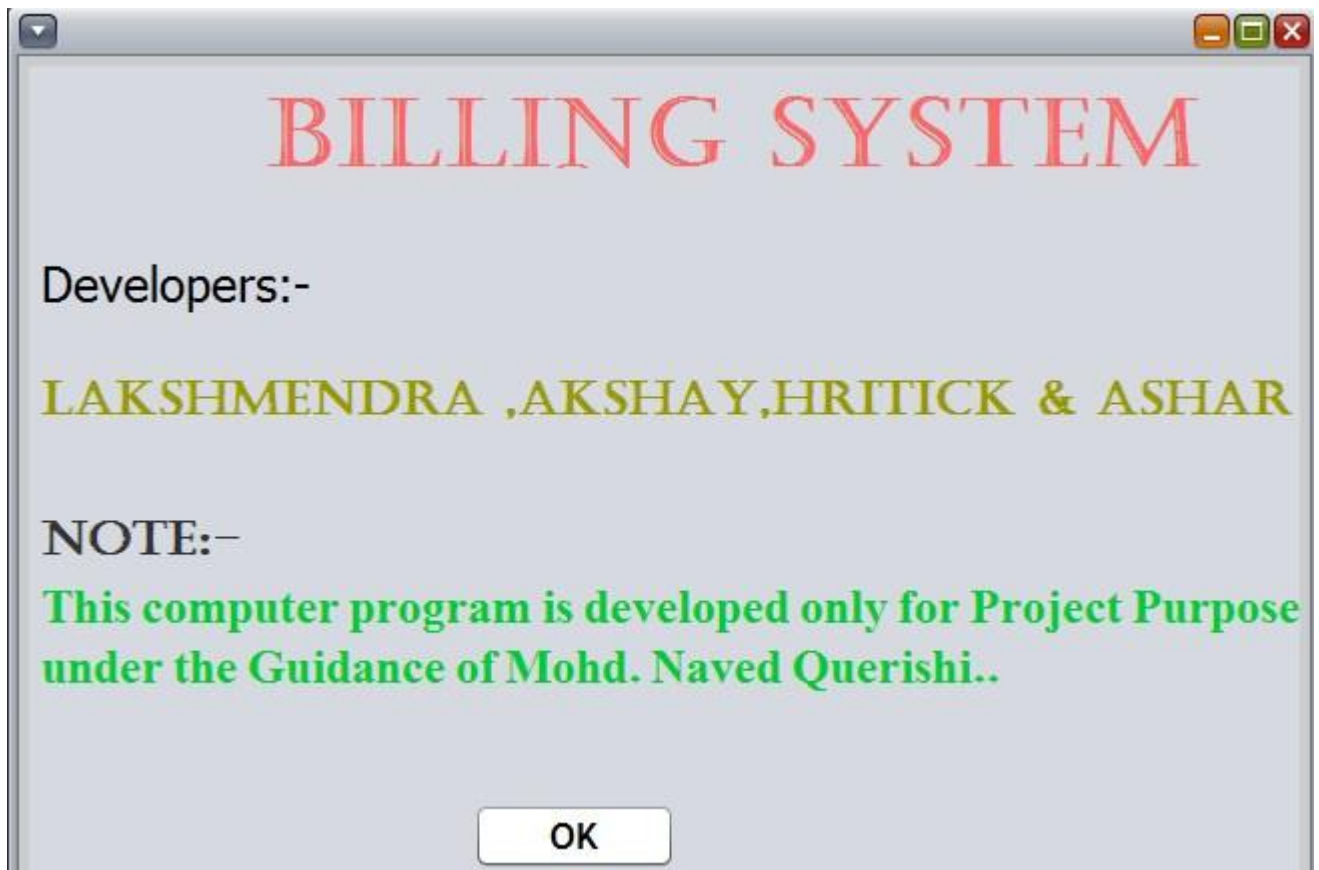 BILLING SYSTEM
Developers:-
LAKSHMENDRA ,AKSHAY,HRITICK & ASHAR
NOTE:-
This computer program is developed only for Project Purpose
under the Guidance of Mohd. Naved Querishi..
OK